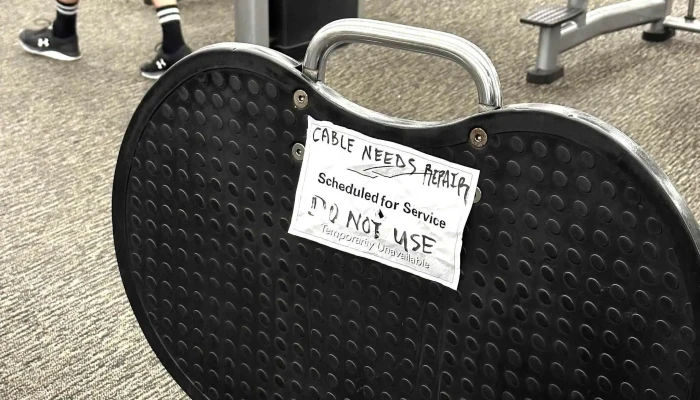 CABLE NEEDS REPAIR
Scheduled for Service
DO NOT USE
Temporarily Unavailable